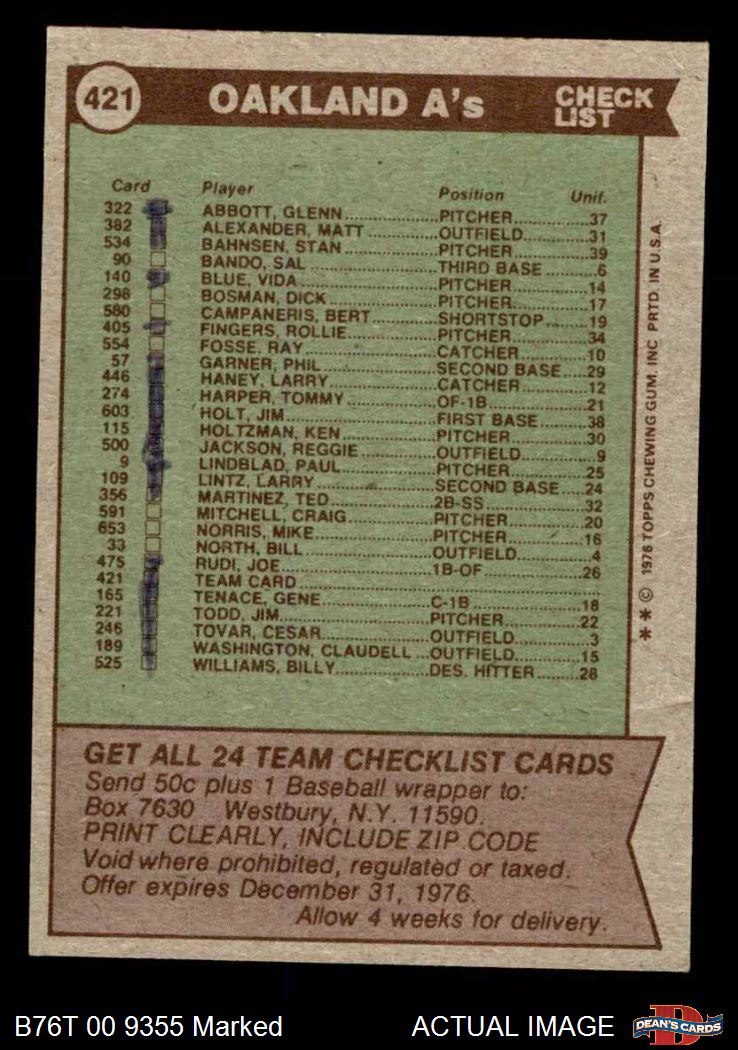 421 OAKLAND A's CHECK LIST
Card Player Position Unif.
322 ABBOTT, GLENN PITCHER 37
382 ALEXANDER, MATT OUTFIELD 31
534 BAHNSEN, STAN PITCHER 39
90 BANDO, SAL THIRD BASE 6
140 BLUE, VIDA PITCHER 14
298 BOSMAN, DICK PITCHER 17
580 CAMPANERIS, BERT SHORTSTOP 19
405 FINGERS, ROLLIE PITCHER 34
554 FOSSE, RAY CATCHER 10
57 GARNER, PHIL SECOND BASE 29
446 HANEY, LARRY CATCHER 12
274 HARPER, TOMMY OF-1B 21
603 HOLT, JIM FIRST BASE 38
115 HOLTZMAN, KEN PITCHER 30
500 JACKSON, REGGIE OUTFIELD 9
9 LINDBLAD, PAUL PITCHER 25
109 LINTZ, LARRY SECOND BASE 24
356 MARTINEZ, TED 2B-SS 32
591 MITCHELL, CRAIG PITCHER 20
653 NORRIS, MIKE PITCHER 16
33 NORTH, BILL OUTFIELD 4
475 RUDI, JOE 1B-OF 26
421 TEAM CARD
165 TENACE, GENE C-1B 18
221 TODD, JIM PITCHER 22
246 TOVAR, CESAR OUTFIELD 3
189 WASHINGTON, CLAUDELL OUTFIELD 15
525 WILLIAMS, BILLY DES. HITTER 28
** © 1976 TOPPS CHEWING GUM, INC. PRTD. IN U.S.A.
GET ALL 24 TEAM CHECKLIST CARDS
Send 50c plus 1 Baseball wrapper to:
Box 7630 Westbury, N.Y. 11590.
PRINT CLEARLY, INCLUDE ZIP CODE
Void where prohibited, regulated or taxed.
Offer expires December 31, 1976.
Allow 4 weeks for delivery.
B76T 00 9355 Marked ACTUAL IMAGE
D
DEAN'S CARDS